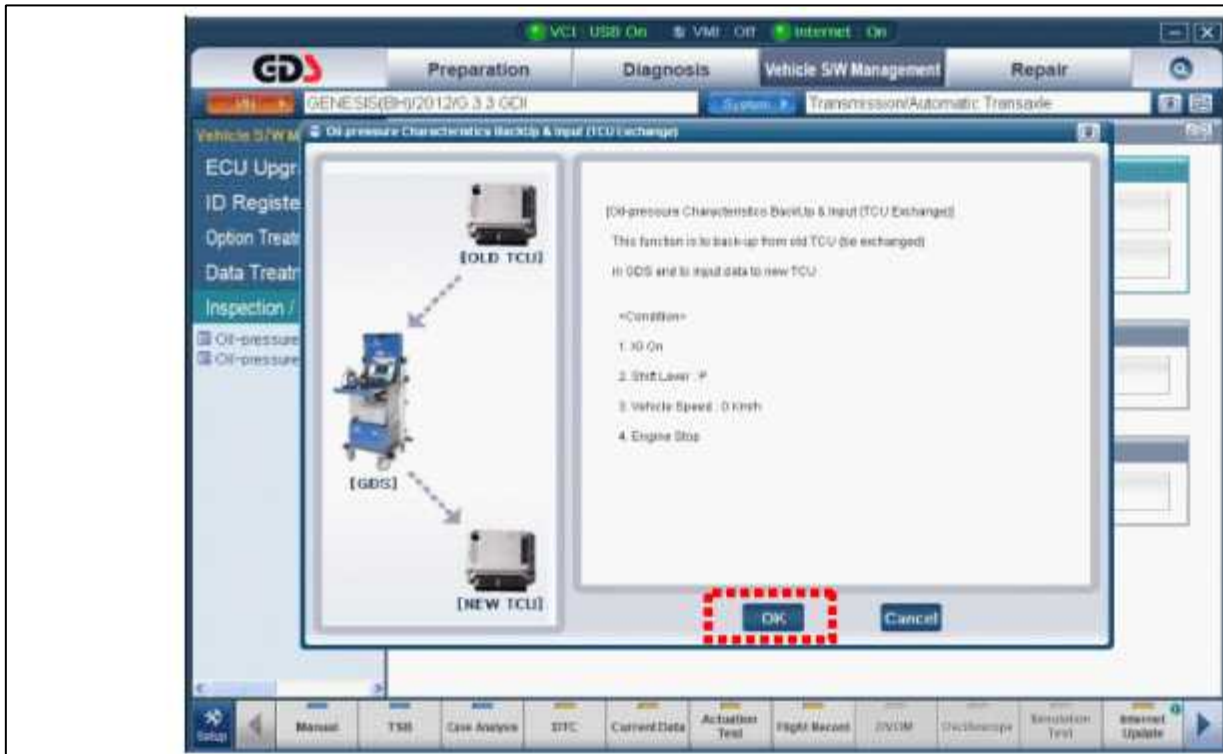 VCI : USB On VMI : Off Internet : On
GDS
Preparation Diagnosis Vehicle S/W Management Repair
VIN GENESIS(BH)/2012/G 3.3 GDI System Transmission/Automatic Transaxle
Vehicle S/W M
Oil-pressure Characteristics BackUp & Input (TCU Exchange)
ECU Upgr
ID Registe
Option Treatm
Data Treatm
Inspection /
Oil-pressure
Oil-pressure
[OLD TCU]
[GDS]
[NEW TCU]
[Oil-pressure Characteristics BackUp & Input (TCU Exchange)]
This function is to back-up from old TCU (be exchanged)
in GDS and to input data to new TCU
<Condition>
1. IG On
2. Shift Lever : P
3. Vehicle Speed : 0 Km/h
4. Engine Stop
OK Cancel
Setup Manual TSB Case Analysis DTC Current Data Actuation Test Flight Record DVOM Oscilloscope Simulation Test Internet Update